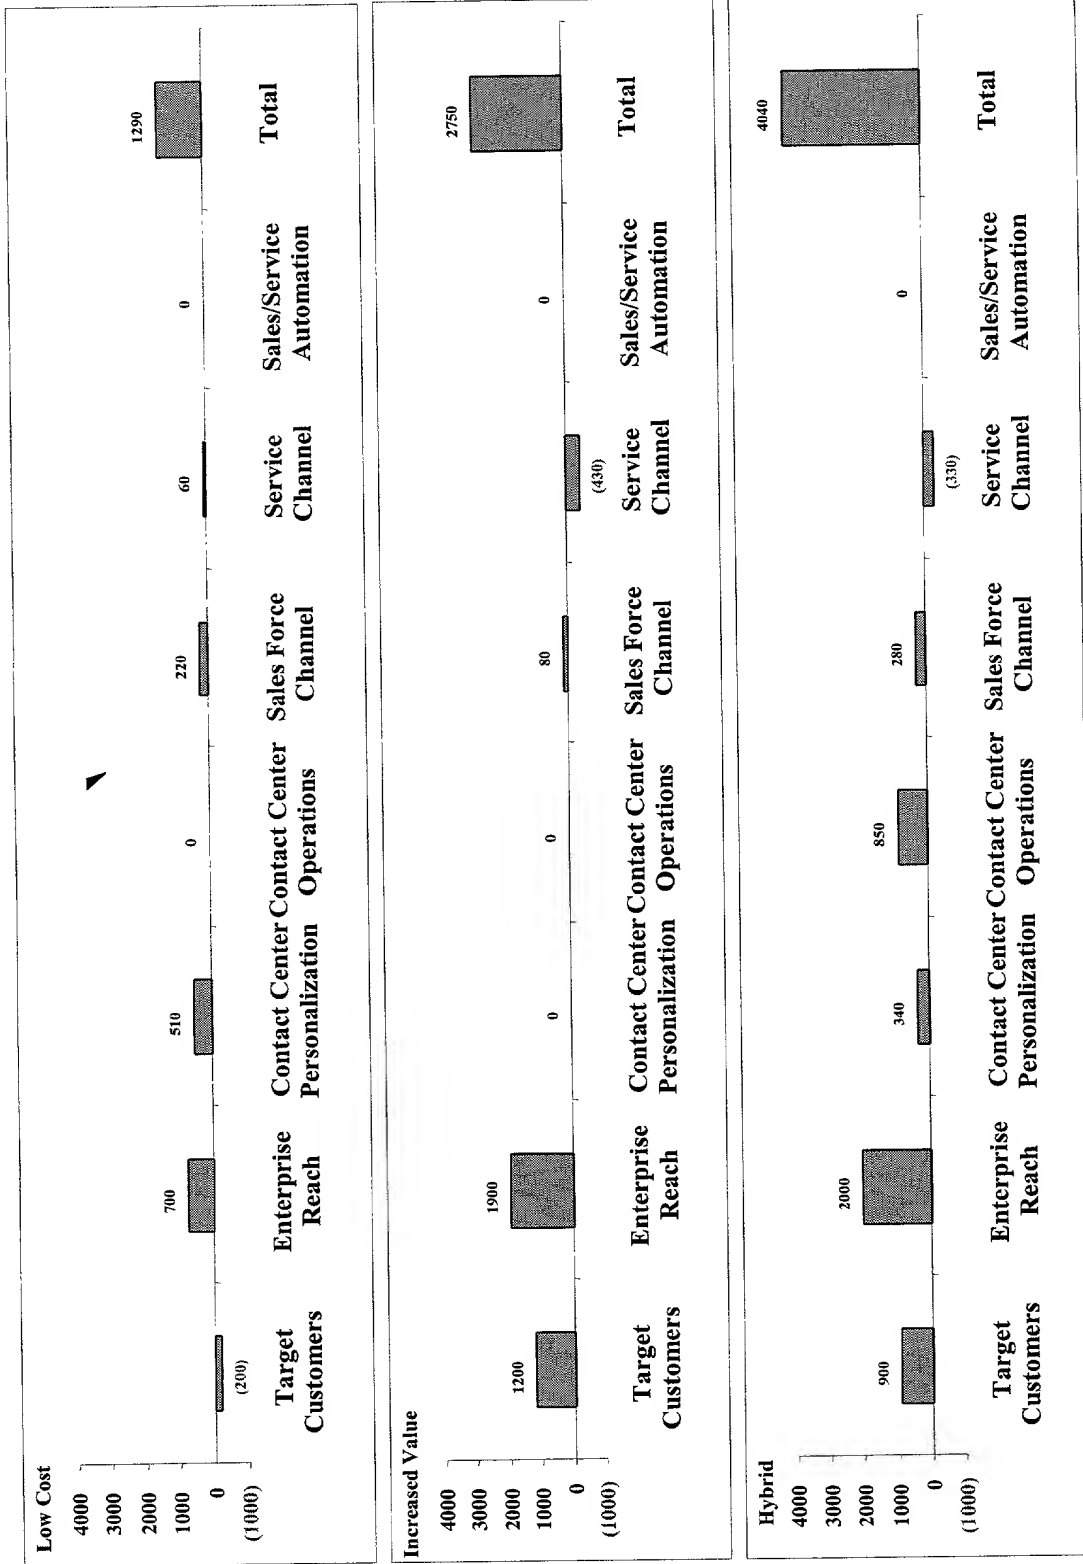 Low Cost
4000
3000
2000
1000
0
(1000)
(200)
700
510
0
220
60
0
1290
Target
Customers
Enterprise
Reach
Contact Center
Personalization
Contact Center
Operations
Sales Force
Channel
Service
Channel
Sales/Service
Automation
Total
Increased Value
4000
3000
2000
1000
0
(1000)
1200
1900
0
0
80
(430)
0
2750
Target
Customers
Enterprise
Reach
Contact Center
Personalization
Contact Center
Operations
Sales Force
Channel
Service
Channel
Sales/Service
Automation
Total
Hybrid
4000
3000
2000
1000
0
(1000)
900
2000
340
850
280
(330)
0
4040
Target
Customers
Enterprise
Reach
Contact Center
Personalization
Contact Center
Operations
Sales Force
Channel
Service
Channel
Sales/Service
Automation
Total